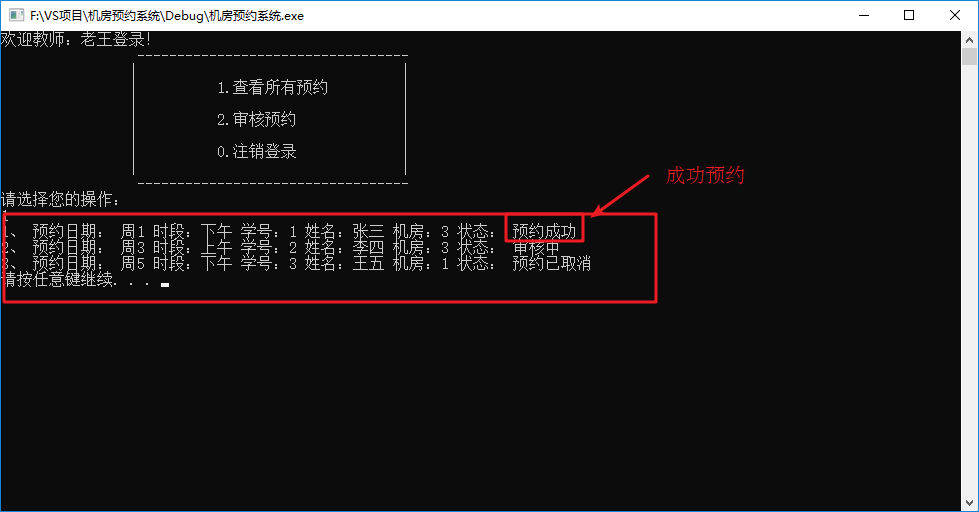 F:\VS项目\机房预约系统\Debug\机房预约系统.exe
欢迎教师：老王登录！
1.查看所有预约
2.审核预约
0.注销登录
请选择您的操作：
成功预约
1
1、 预约日期： 周1 时段：下午 学号：1 姓名：张三 机房：3 状态： 预约成功
2、 预约日期： 周3 时段：上午 学号：2 姓名：李四 机房：3 状态： 审核中
3、 预约日期： 周5 时段：下午 学号：3 姓名：王五 机房：1 状态： 预约已取消
请按任意键继续. . .